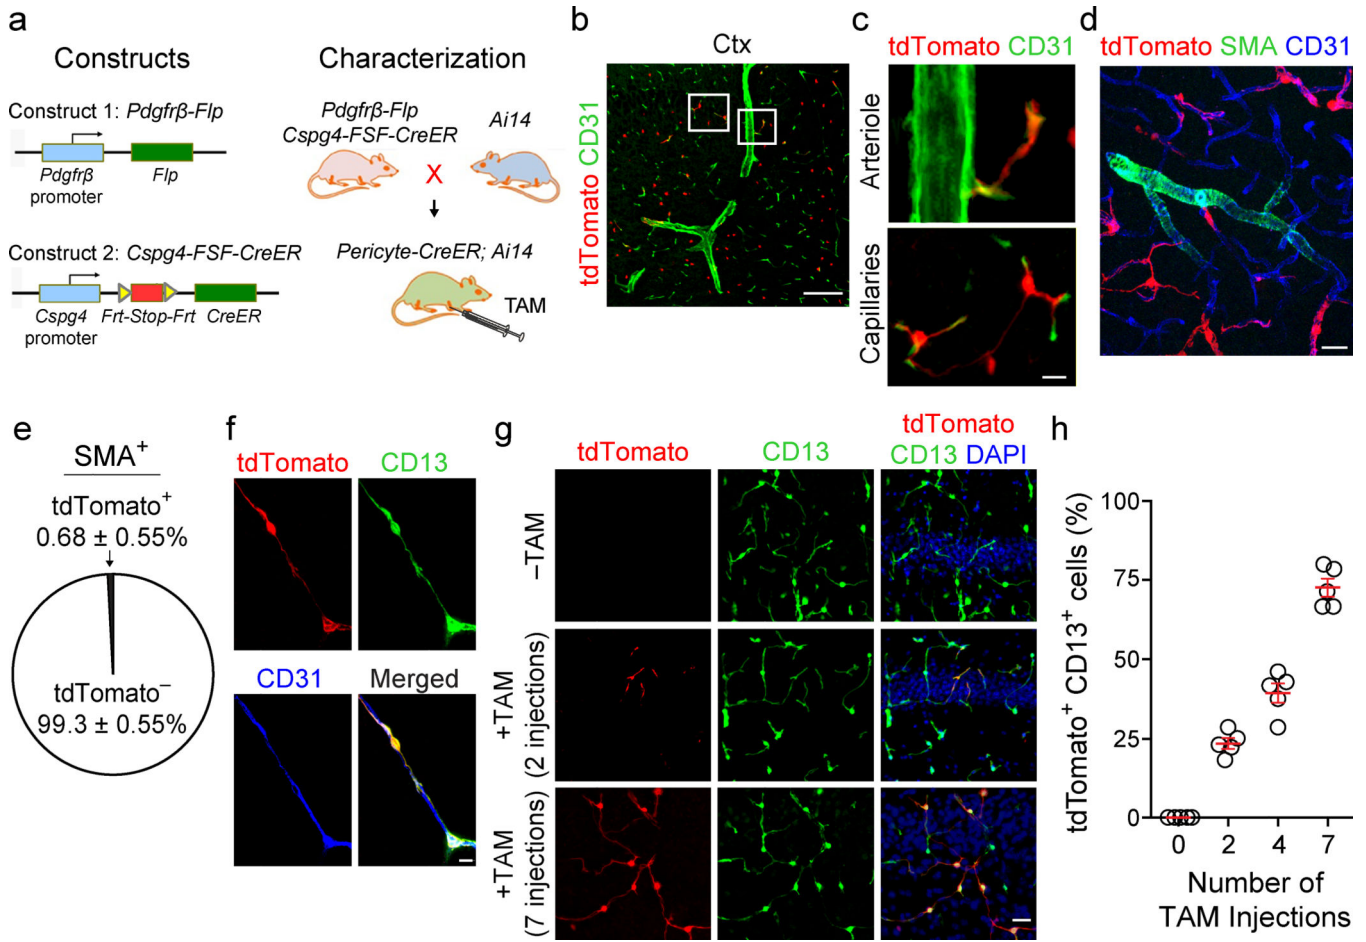 a
Constructs
Characterization
Construct 1: Pdgfrβ-Flp
Pdgfrβ
promoter
Flp
Construct 2: Cspg4-FSF-CreER
Cspg4
promoter
Frt-Stop-Frt
CreER
Pdgfrβ-Flp
Cspg4-FSF-CreER
Ai14
X
Pericyte-CreER; Ai14
TAM
b
Ctx
tdTomato CD31
c
tdTomato CD31
Arteriole
Capillaries
d
tdTomato SMA CD31
e
SMA+
tdTomato+
0.68 ± 0.55%
tdTomato–
99.3 ± 0.55%
f
tdTomato
CD13
CD31
Merged
g
tdTomato
CD13
tdTomato
CD13 DAPI
–TAM
+TAM
(2 injections)
+TAM
(7 injections)
h
tdTomato+ CD13+ cells (%)
100
75
50
25
0
0 2 4 7
Number of
TAM Injections